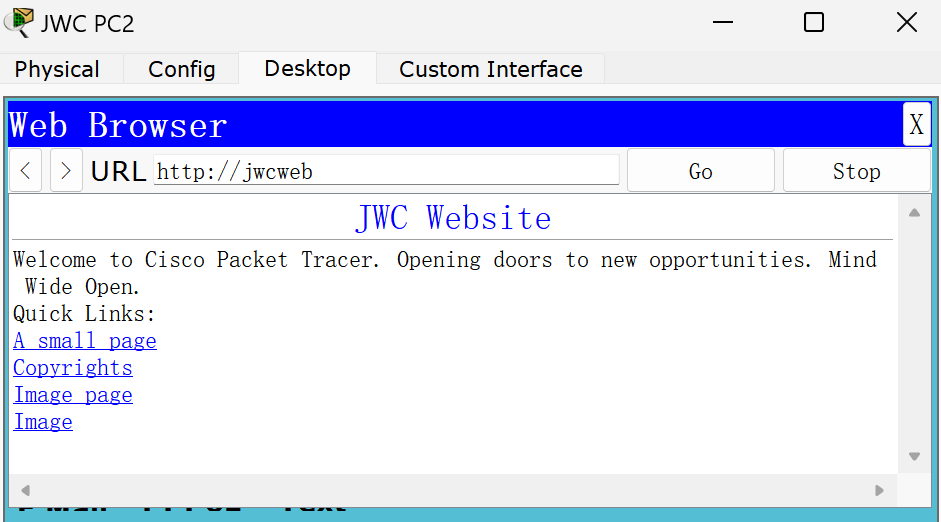 JWC PC2
Physical Config Desktop Custom Interface
Web Browser X
< > URL http://jwcweb Go Stop
JWC Website
Welcome to Cisco Packet Tracer. Opening doors to new opportunities. Mind
Wide Open.
Quick Links:
A small page
Copyrights
Image page
Image